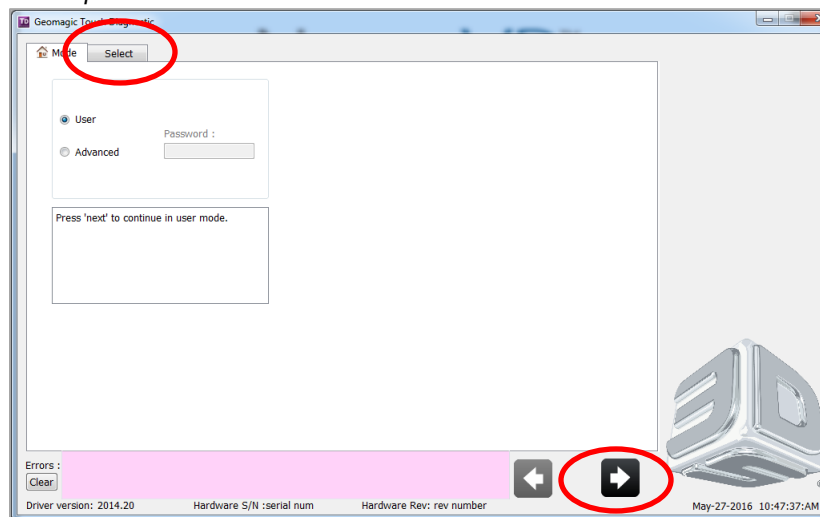 Geomagic Touch Diagnostic
Mode Select
User
Password :
Advanced
Press 'next' to continue in user mode.
Errors :
Clear
Driver version: 2014.20 Hardware S/N :serial num Hardware Rev: rev number May-27-2016 10:47:37:AM